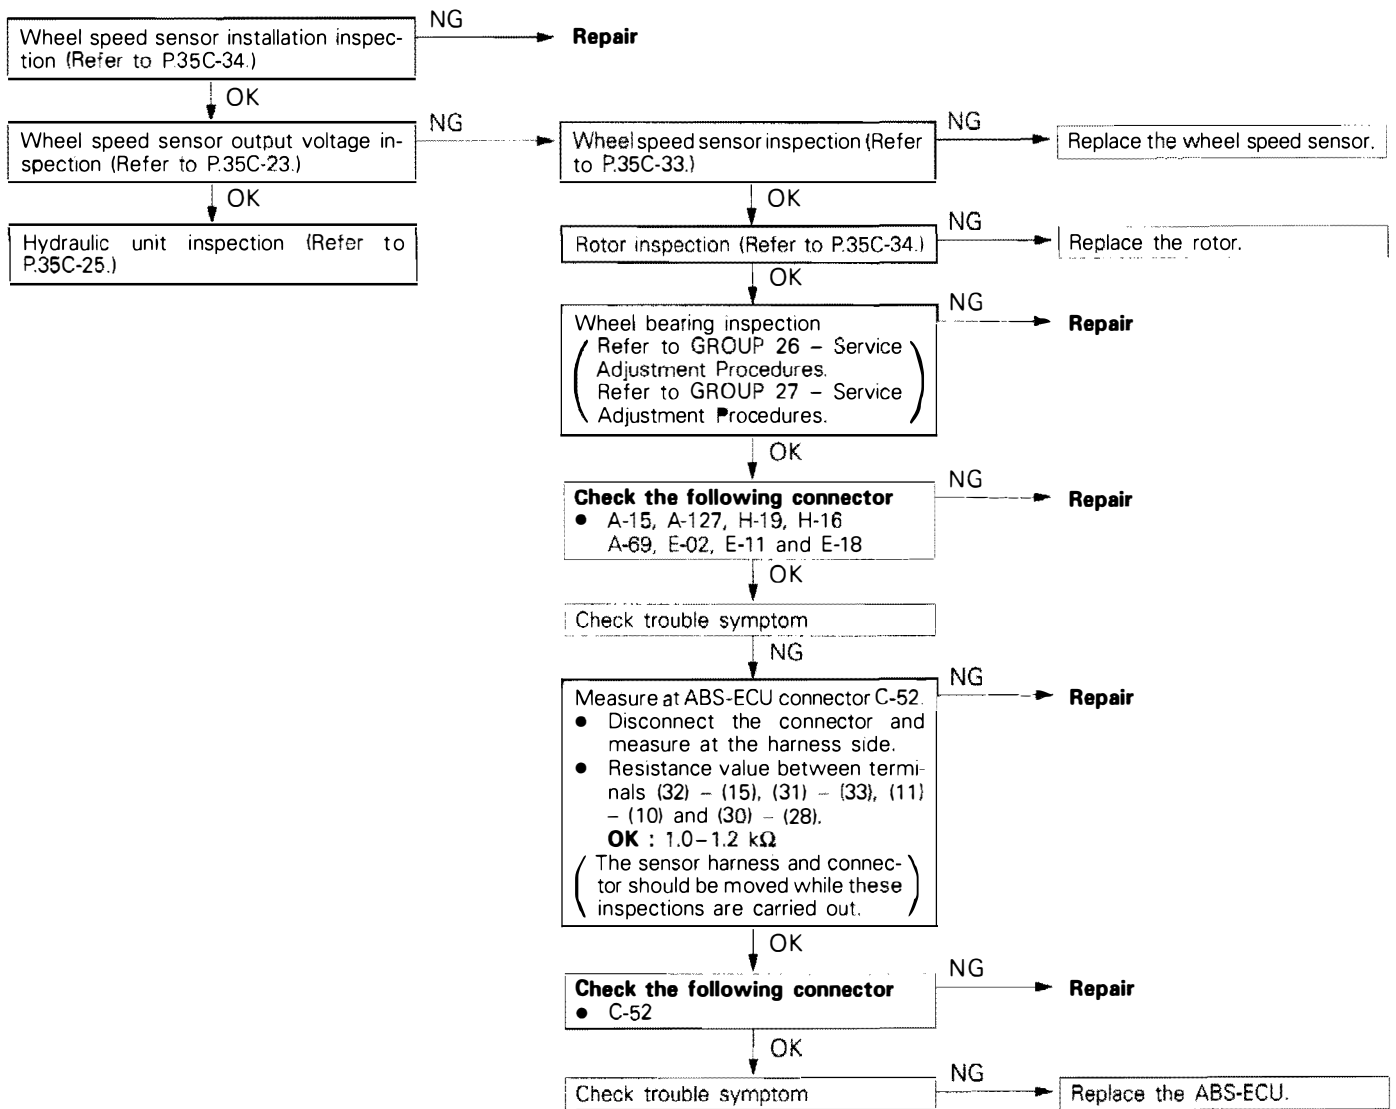 Wheel speed sensor installation inspec-
tion (Refer to P.35C-34.)
NG
Repair
OK
Wheel speed sensor output voltage in-
spection (Refer to P.35C-23.)
NG
OK
Hydraulic unit inspection (Refer to
P.35C-25.)
Wheel speed sensor inspection (Refer
to P.35C-33.)
NG
Replace the wheel speed sensor.
OK
Rotor inspection (Refer to P.35C-34.)
NG
Replace the rotor.
OK
Wheel bearing inspection
Refer to GROUP 26 – Service
Adjustment Procedures.
Refer to GROUP 27 – Service
Adjustment Procedures.
NG
Repair
OK
Check the following connector
● A-15, A-127, H-19, H-16
A-69, E-02, E-11 and E-18
NG
Repair
OK
Check trouble symptom
NG
Measure at ABS-ECU connector C-52.
● Disconnect the connector and
measure at the harness side.
● Resistance value between termi-
nals (32) – (15), (31) – (33), (11)
– (10) and (30) – (28).
OK : 1.0–1.2 kΩ
( The sensor harness and connec-
tor should be moved while these
inspections are carried out. )
NG
Repair
OK
Check the following connector
● C-52
NG
Repair
OK
Check trouble symptom
NG
Replace the ABS-ECU.